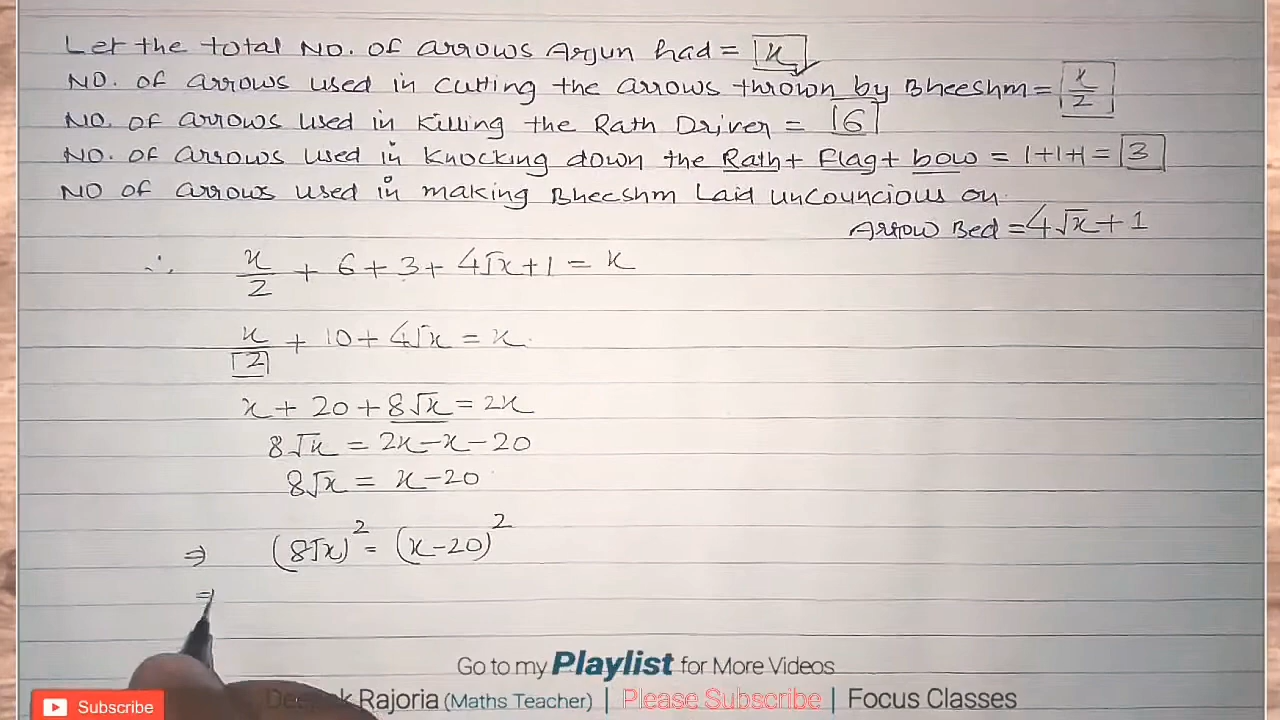 Let the total No. of arrows Arjun had = x
No. of arrows used in cutting the arrows thrown by Bheeshm = x/2
No. of arrows used in killing the Rath Driver = 6
No. of arrows used in knocking down the Rath + Flag + bow = 1+1+1 = 3
No of arrows used in making Bheeshm Laid uncouncious on
Arrow Bed = 4√x + 1
∴ x/2 + 6 + 3 + 4√x + 1 = x
x/2 + 10 + 4√x = x
x + 20 + 8√x = 2x
8√x = 2x - x - 20
8√x = x - 20
⇒ (8√x)² = (x-20)²
⇒
Go to my Playlist for More Videos
Rajoria (Maths Teacher) | Please Subscribe | Focus Classes
Subscribe